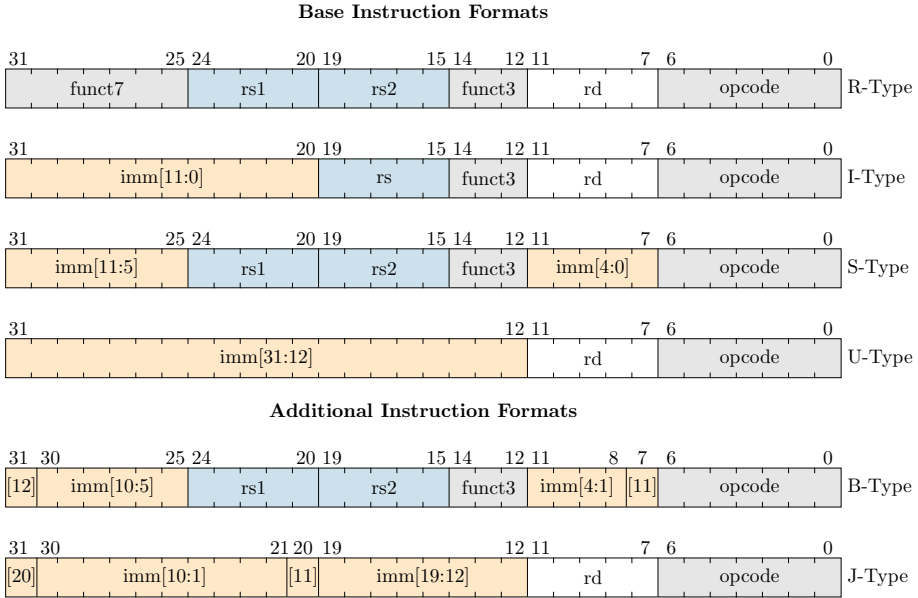 Base Instruction Formats
31 25 24 20 19 15 14 12 11 7 6 0
funct7 rs1 rs2 funct3 rd opcode R-Type
31 20 19 15 14 12 11 7 6 0
imm[11:0] rs funct3 rd opcode I-Type
31 25 24 20 19 15 14 12 11 7 6 0
imm[11:5] rs1 rs2 funct3 imm[4:0] opcode S-Type
31 12 11 7 6 0
imm[31:12] rd opcode U-Type
Additional Instruction Formats
31 30 25 24 20 19 15 14 12 11 8 7 6 0
[12] imm[10:5] rs1 rs2 funct3 imm[4:1] [11] opcode B-Type
31 30 21 20 19 12 11 7 6 0
[20] imm[10:1] [11] imm[19:12] rd opcode J-Type